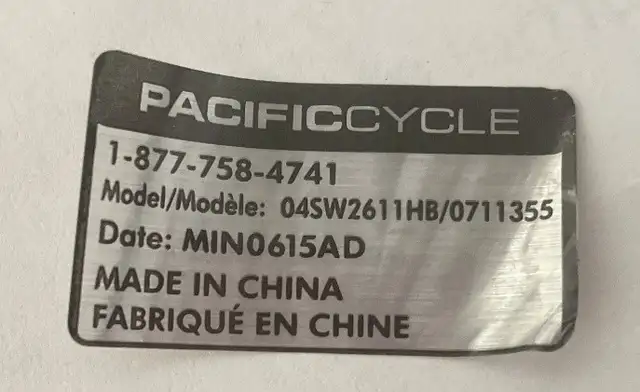 PACIFICCYCLE
1-877-758-4741
Model/Modèle: 04SW2611HB/0711355
Date: MIN0615AD
MADE IN CHINA
FABRIQUÉ EN CHINE